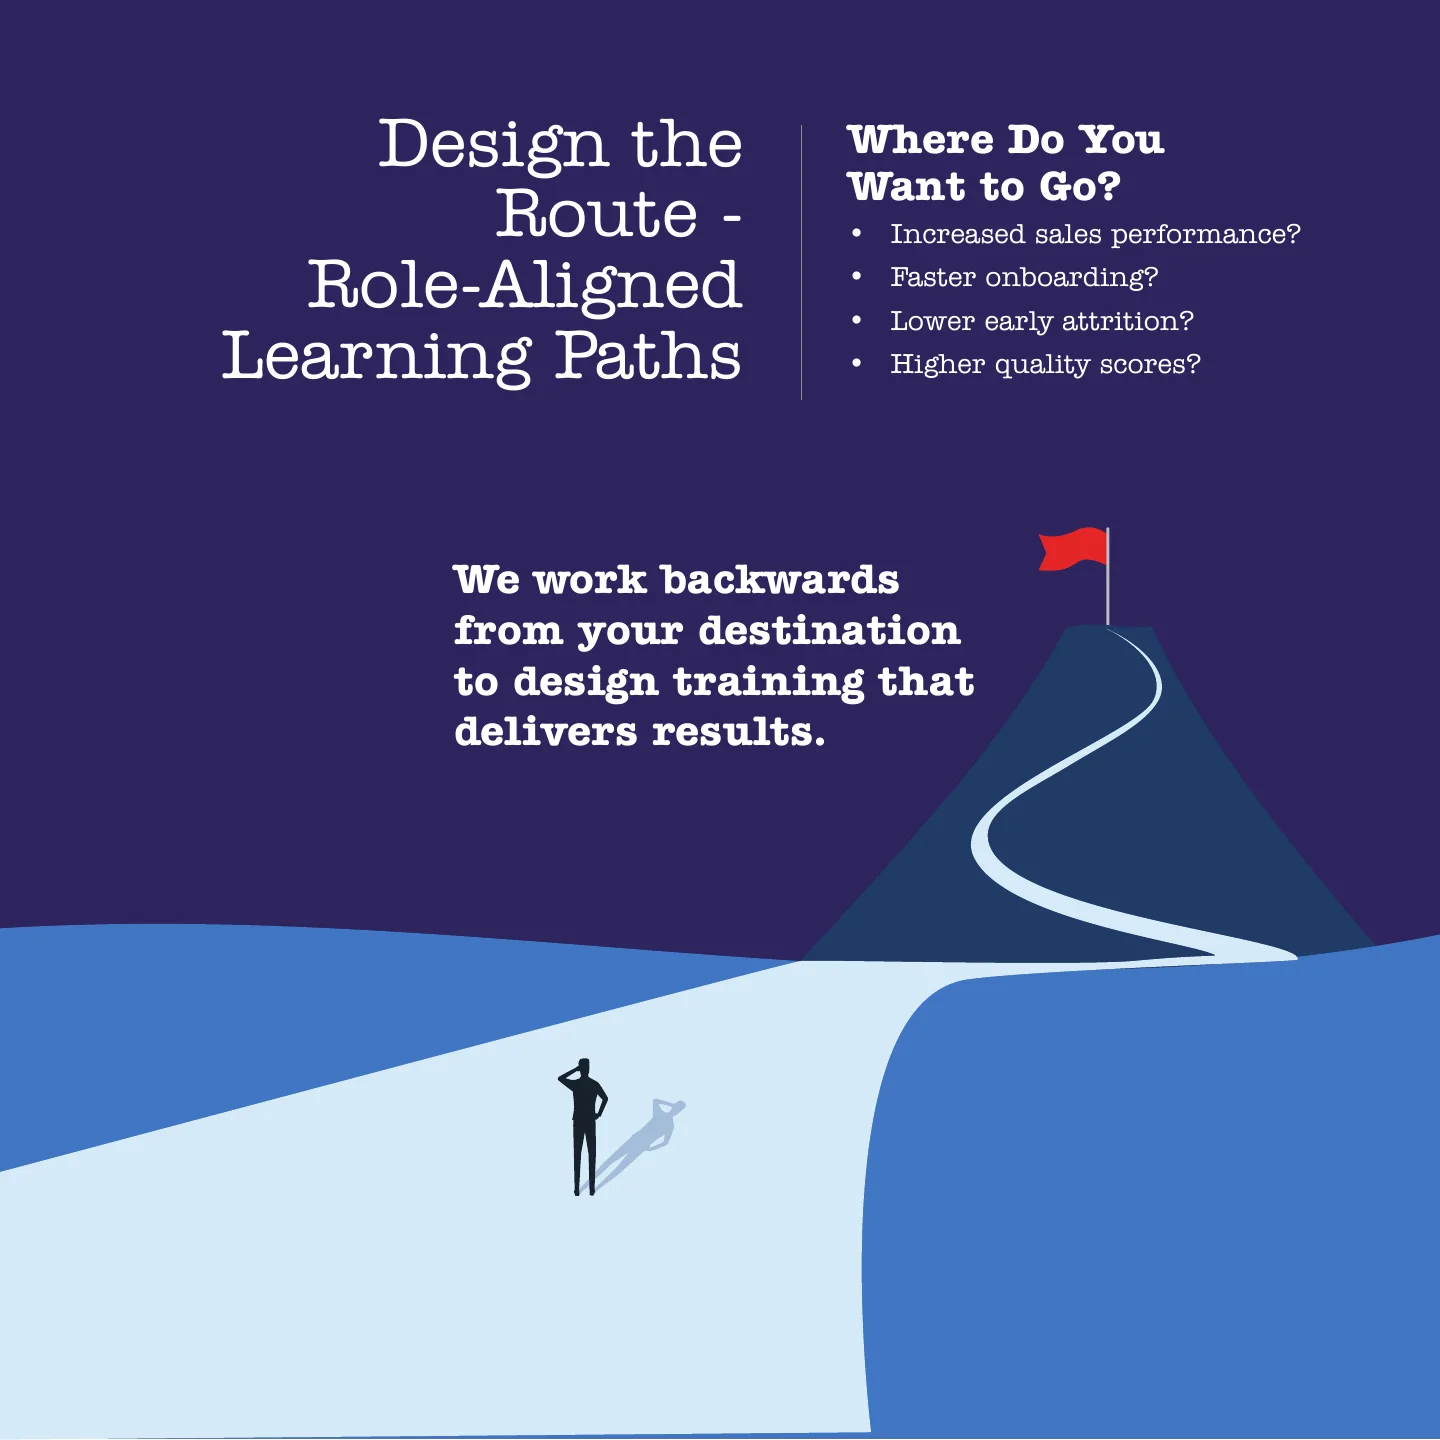 Design the
Route -
Role-Aligned
Learning Paths
Where Do You
Want to Go?
• Increased sales performance?
• Faster onboarding?
• Lower early attrition?
• Higher quality scores?
We work backwards
from your destination
to design training that
delivers results.